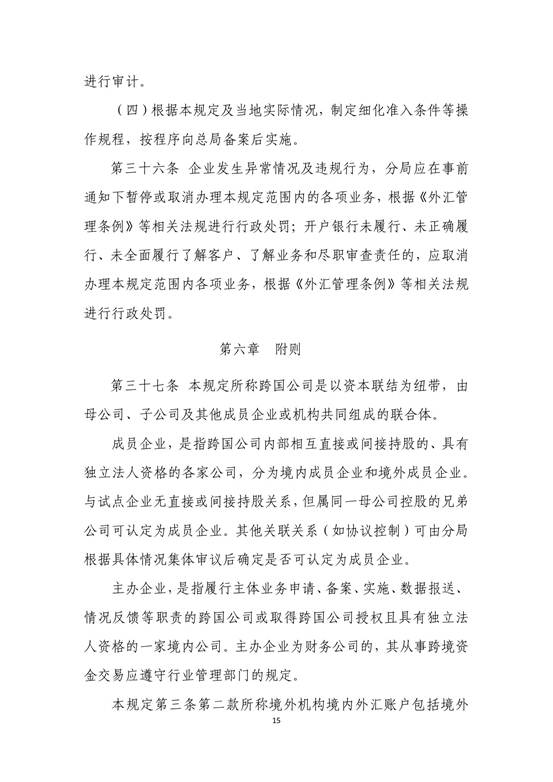 进行审计。
（四）根据本规定及当地实际情况，制定细化准入条件等操
作规程，按程序向总局备案后实施。
第三十六条 企业发生异常情况及违规行为，分局应在事前
通知下暂停或取消办理本规定范围内的各项业务，根据《外汇管
理条例》等相关法规进行行政处罚；开户银行未履行、未正确履
行、未全面履行了解客户、了解业务和尽职审查责任的，应取消
办理本规定范围内各项业务，根据《外汇管理条例》等相关法规
进行行政处罚。
第六章 附则
第三十七条 本规定所称跨国公司是以资本联结为纽带，由
母公司、子公司及其他成员企业或机构共同组成的联合体。
成员企业，是指跨国公司内部相互直接或间接持股的、具有
独立法人资格的各家公司，分为境内成员企业和境外成员企业。
与试点企业无直接或间接持股关系，但属同一母公司控股的兄弟
公司可认定为成员企业。其他关联关系（如协议控制）可由分局
根据具体情况集体审议后确定是否可认定为成员企业。
主办企业，是指履行主体业务申请、备案、实施、数据报送、
情况反馈等职责的跨国公司或取得跨国公司授权且具有独立法
人资格的一家境内公司。主办企业为财务公司的，其从事跨境资
金交易应遵守行业管理部门的规定。
本规定第三条第二款所称境外机构境内外汇账户包括境外
15